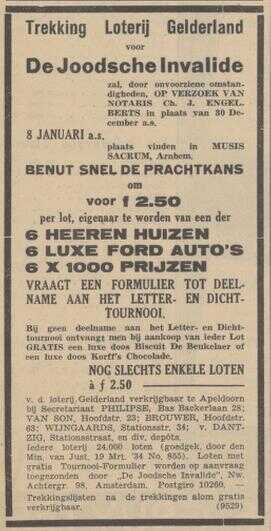 Trekking Loterij Gelderland
voor
De Joodsche Invalide
zal, door onvoorziene omstan-
digheden, OP VERZOEK VAN
NOTARIS Ch. J. ENGEL-
BERTS in plaats van 30 De-
cember a.s.
8 JANUARI a.s.
plaats vinden in MUSIS
SACRUM, Arnhem.
BENUT SNEL DE PRACHTKANS
om
voor f 2.50
per lot, eigenaar te worden van een der
6 HEEREN HUIZEN
6 LUXE FORD AUTO'S
6 X 1000 PRIJZEN
VRAAGT EEN FORMULIER TOT DEEL-
NAME AAN HET LETTER- EN DICHT-
TOURNOOI.
Bij geen deelname aan het Letter- en Dicht-
tournooi ontvangt men bij aankoop van ieder Lot
GRATIS een luxe doos Biscuit De Beukelaer of
een luxe doos Korff's Chocolade.
NOG SLECHTS ENKELE LOTEN
à f 2.50
v. d. loterij Gelderland verkrijgbaar te Apeldoorn
bij Secretariaat PHILIPSE, Bas Backerlaan 28;
VAN SON, Hoofdstr. 23; BROUWER, Hoofdstr.
63; WIJNGAARDS, Stationsstr. 34; v. DANT-
ZIG, Stationsstraat, en div. depôts.
Iedere loterij 24.000 loten (goedgek. door den
Min. van Just. 19 Mrt. '34 No. 855). Loten met
gratis Tournooi-Formulier worden op aanvraag
toegezonden door "De Joodsche Invalide", Nw.
Achtergr. 98, Amsterdam. Postgiro 10260.
Trekkingslijsten na de trekkingen alom gratis
verkrijgbaar. (9529)